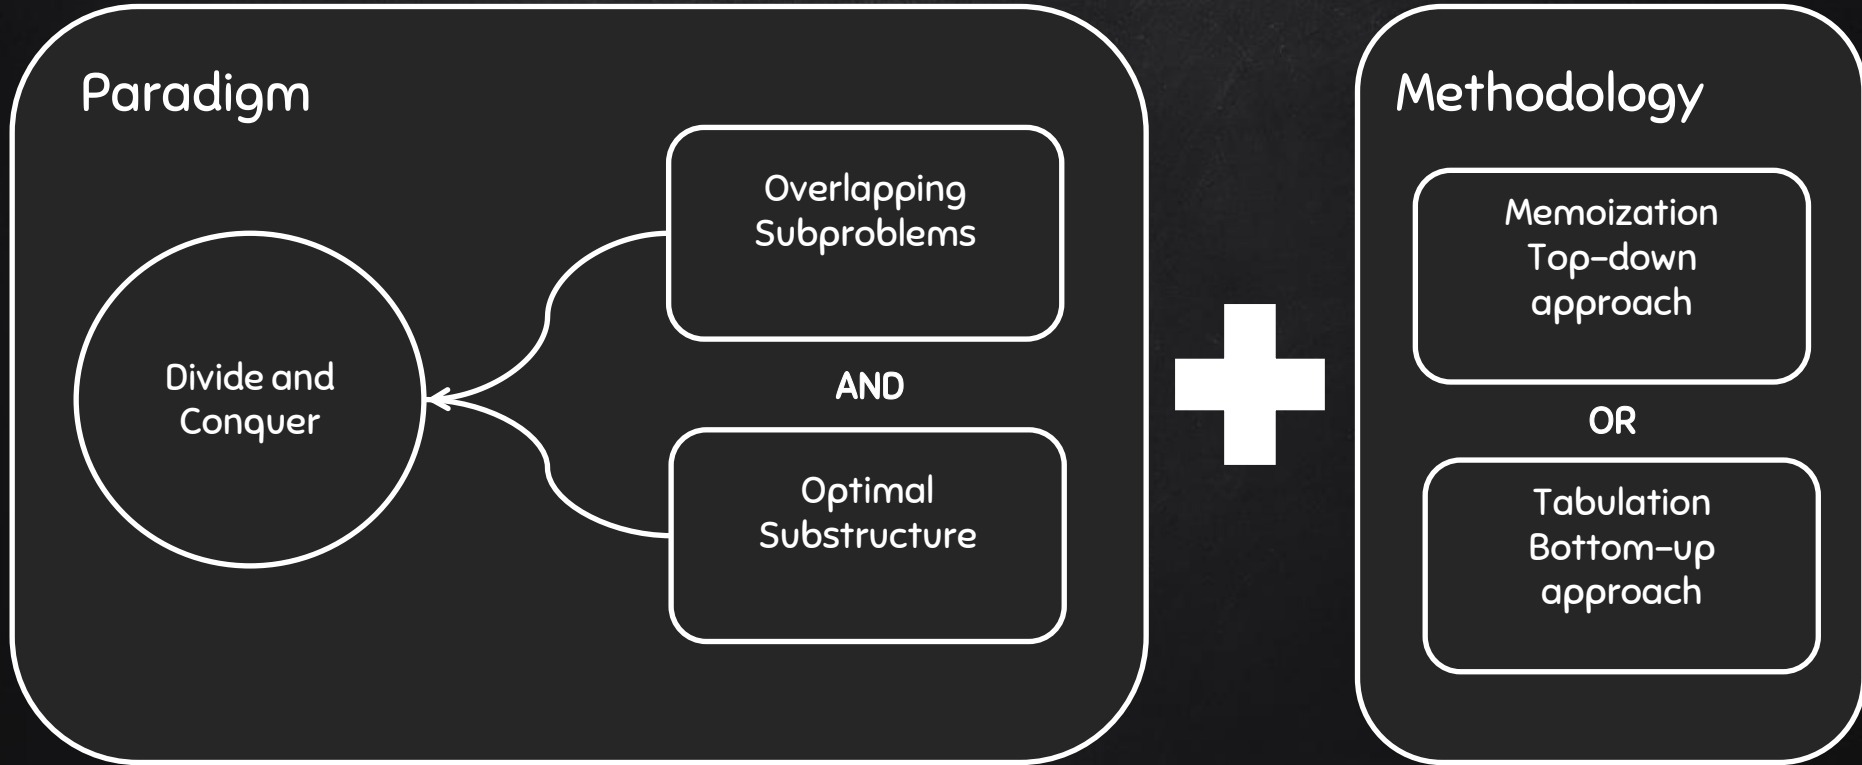 Paradigm
Divide and
Conquer
Overlapping
Subproblems
AND
Optimal
Substructure
Methodology
Memoization
Top-down
approach
OR
Tabulation
Bottom-up
approach